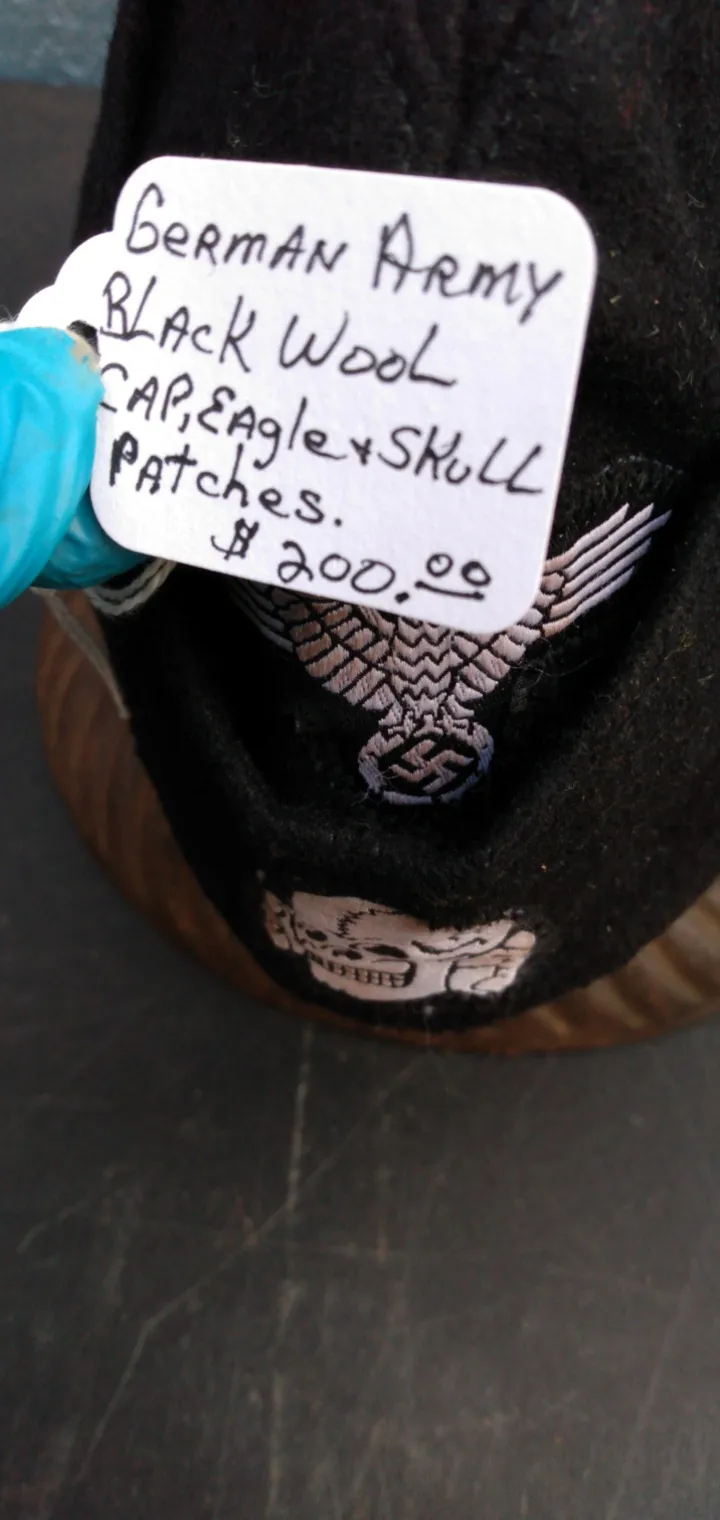 German Army
Black Wool
Cap, Eagle & Skull
Patches.
$ 200.00